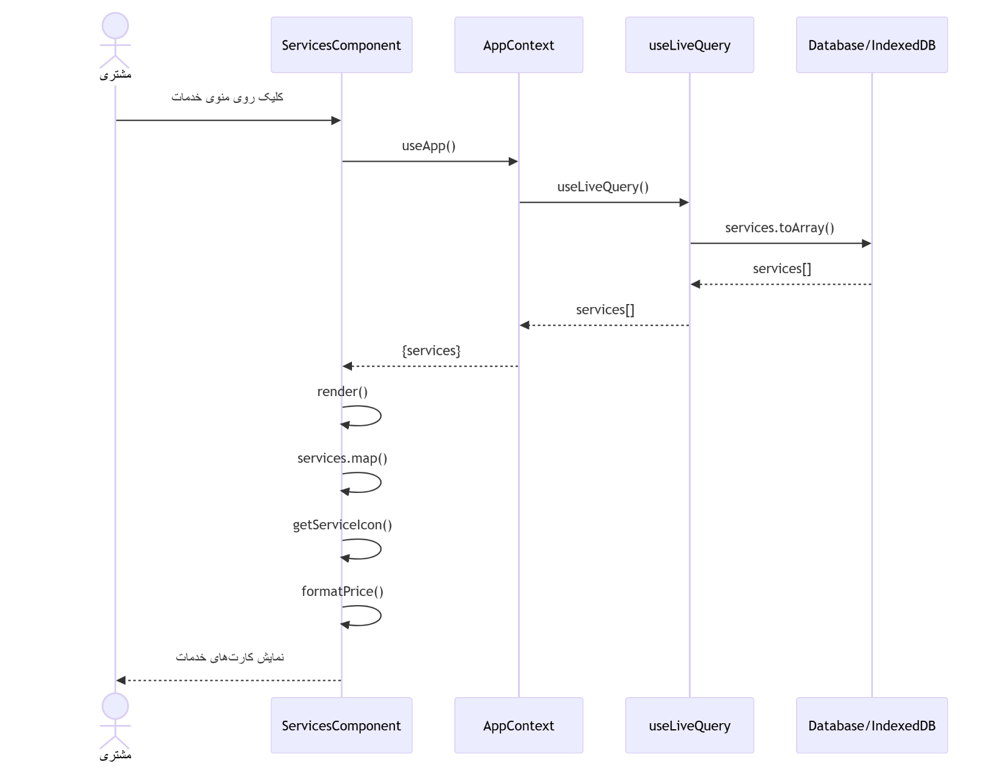 ServicesComponent
AppContext
useLiveQuery
Database/IndexedDB
مشتری
کلیک روی منوی خدمات
useApp()
useLiveQuery()
services.toArray()
services[]
services[]
{services}
render()
services.map()
getServiceIcon()
formatPrice()
نمایش کارت‌های خدمات
ServicesComponent
AppContext
useLiveQuery
Database/IndexedDB
مشتری